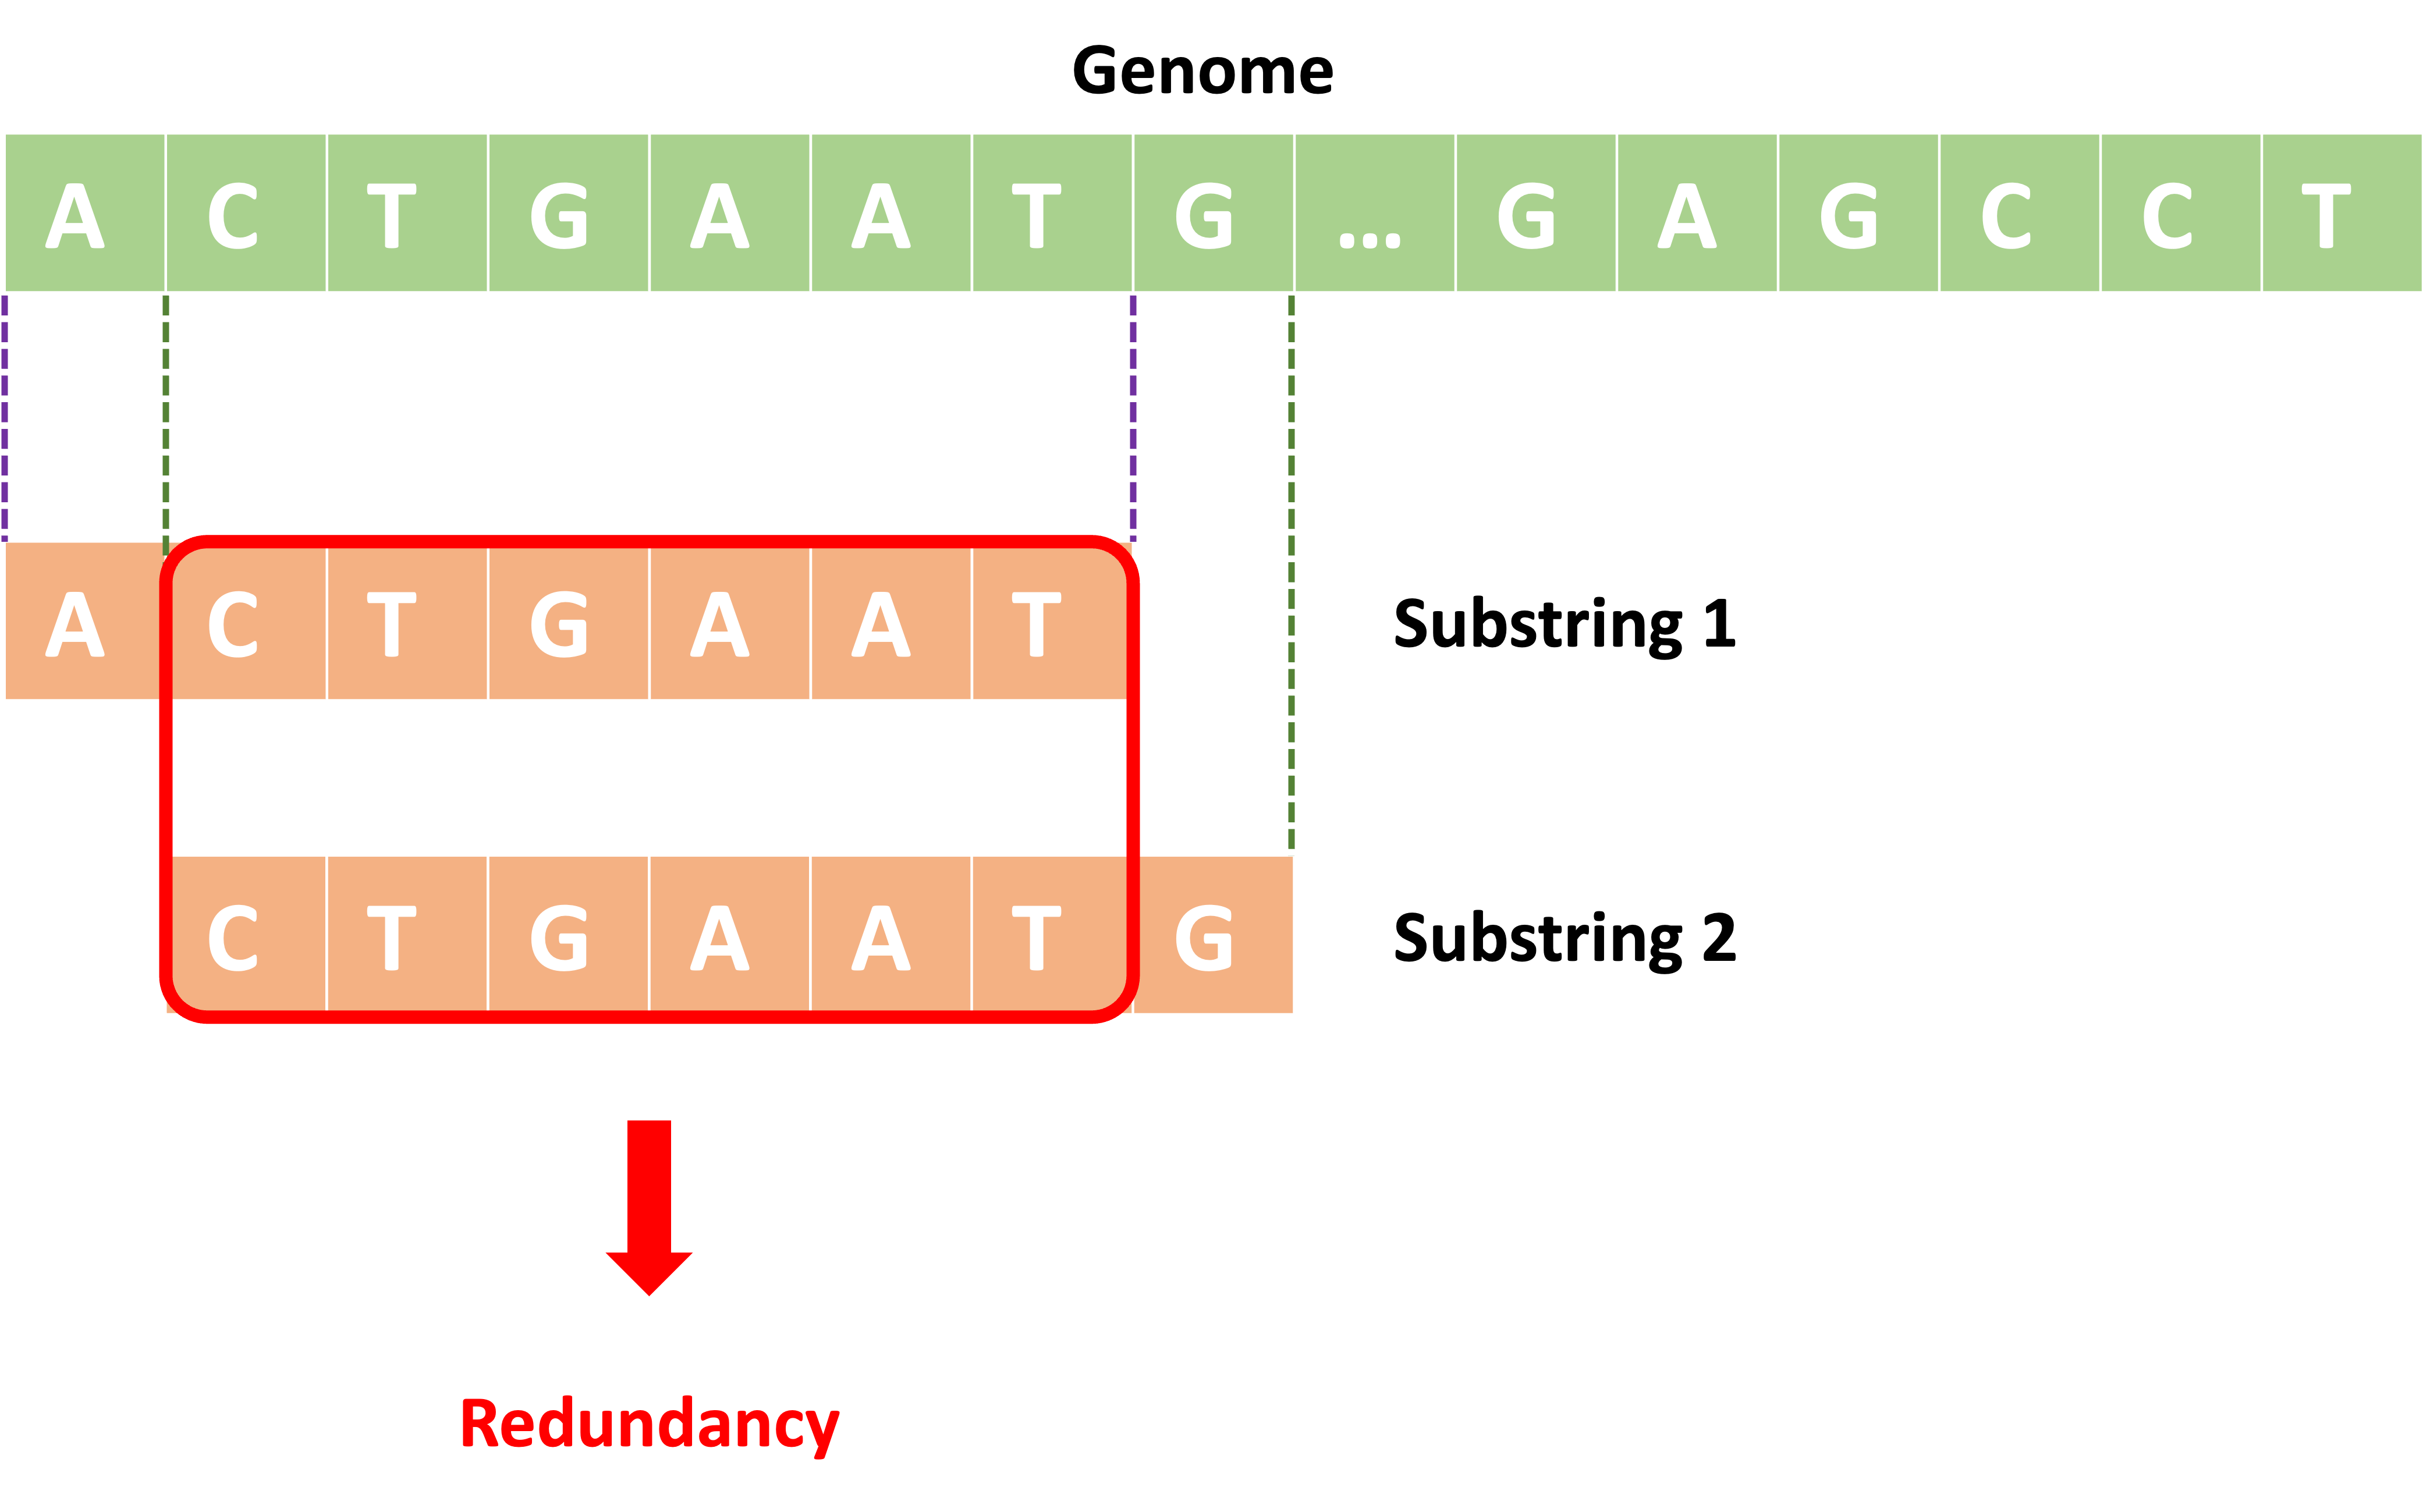 Genome
A C T G A A T G ... G A G C C T
A C T G A A T Substring 1
C T G A A T G Substring 2
Redundancy